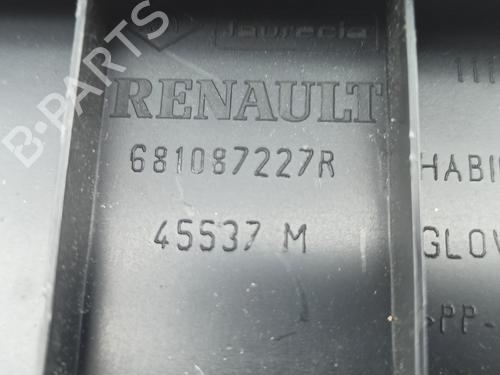 faurecia
RENAULT
681087227R
45537 M
HABI
GLOV
>PP-
B-PARTS